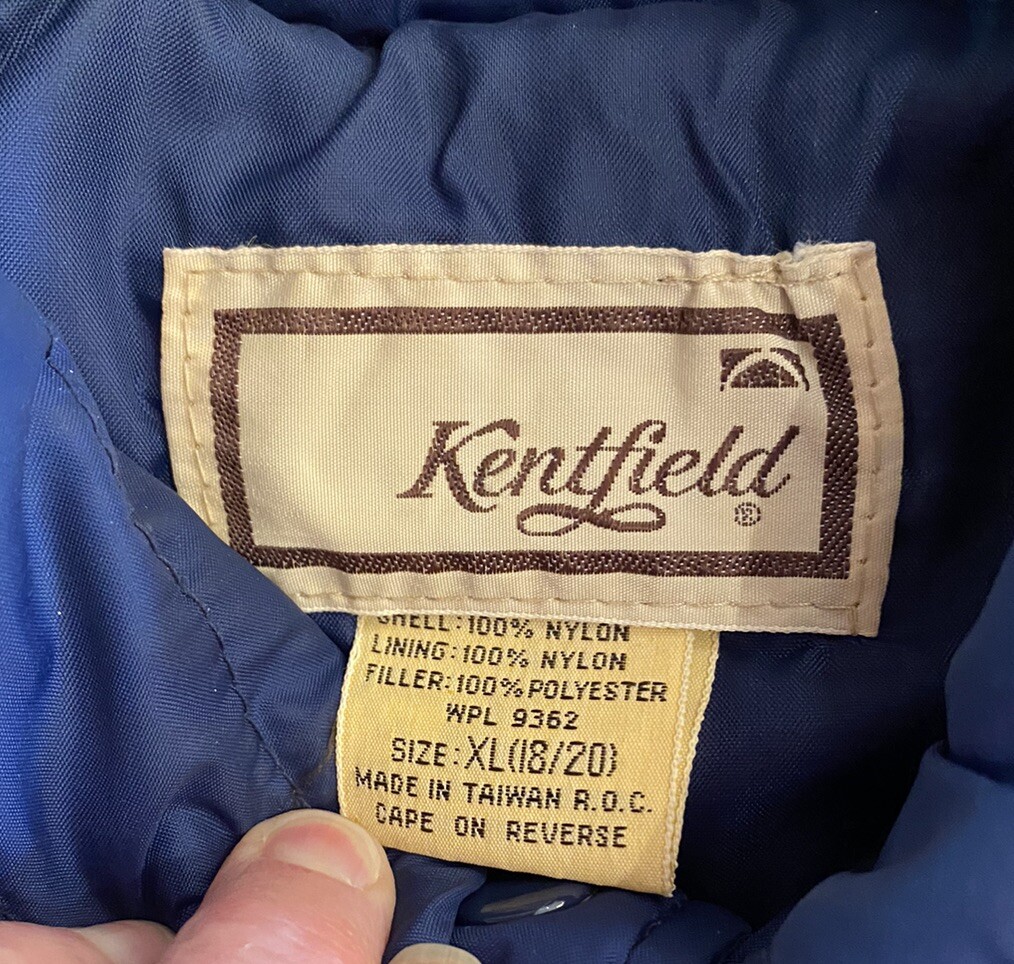 Kentfield
®
SHELL:100% NYLON
LINING:100% NYLON
FILLER:100% POLYESTER
WPL 9362
SIZE:XL(18/20)
MADE IN TAIWAN R.O.C.
CAPE ON REVERSE